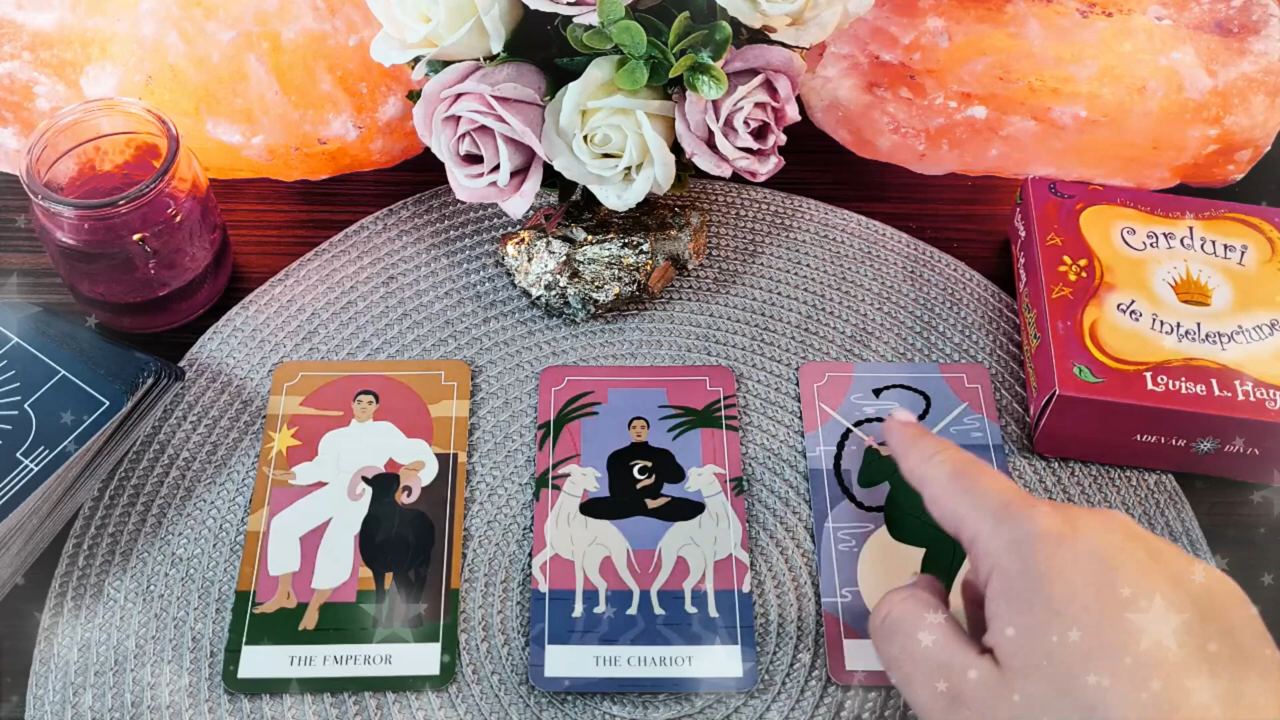 Carduri
de înțelepciune
Louise L. Hay
ADEVĂR DIVIN
THE EMPEROR
THE CHARIOT